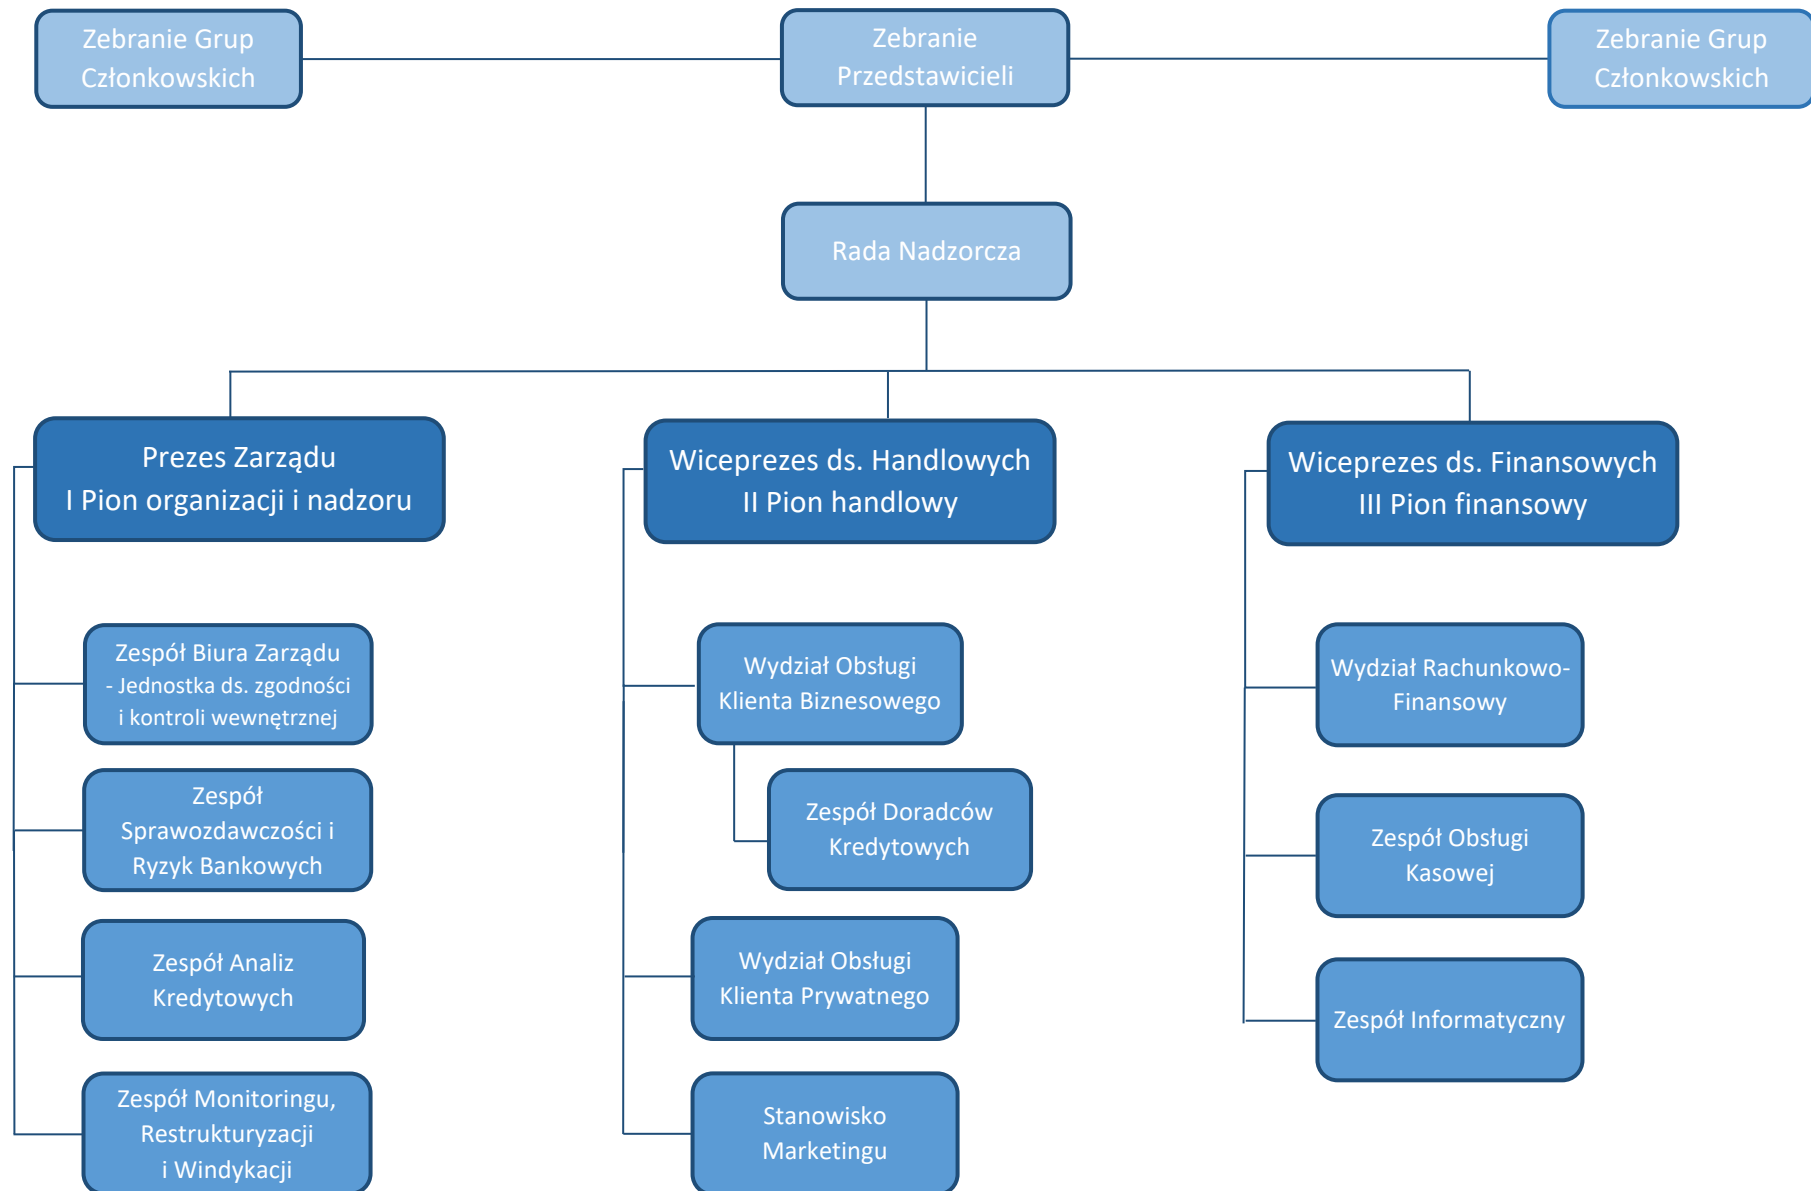 Zebranie Grup
Członkowskich
Zebranie
Przedstawicieli
Zebranie Grup
Członkowskich
Rada Nadzorcza
Prezes Zarządu
I Pion organizacji i nadzoru
Wiceprezes ds. Handlowych
II Pion handlowy
Wiceprezes ds. Finansowych
III Pion finansowy
Zespół Biura Zarządu
- Jednostka ds. zgodności
i kontroli wewnętrznej
Zespół
Sprawozdawczości i
Ryzyk Bankowych
Zespół Analiz
Kredytowych
Zespół Monitoringu,
Restrukturyzacji
i Windykacji
Wydział Obsługi
Klienta Biznesowego
Zespół Doradców
Kredytowych
Wydział Obsługi
Klienta Prywatnego
Stanowisko
Marketingu
Wydział Rachunkowo-
Finansowy
Zespół Obsługi
Kasowej
Zespół Informatyczny